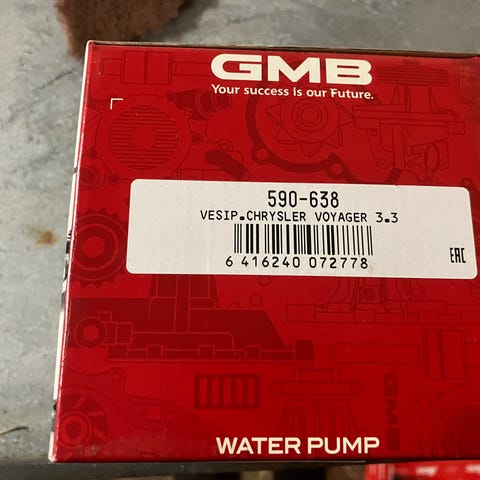 GMB
Your success is our Future.
590-638
VESIP.CHRYSLER VOYAGER 3.3
6 416240 072778
EAC
GMB
WATER PUMP